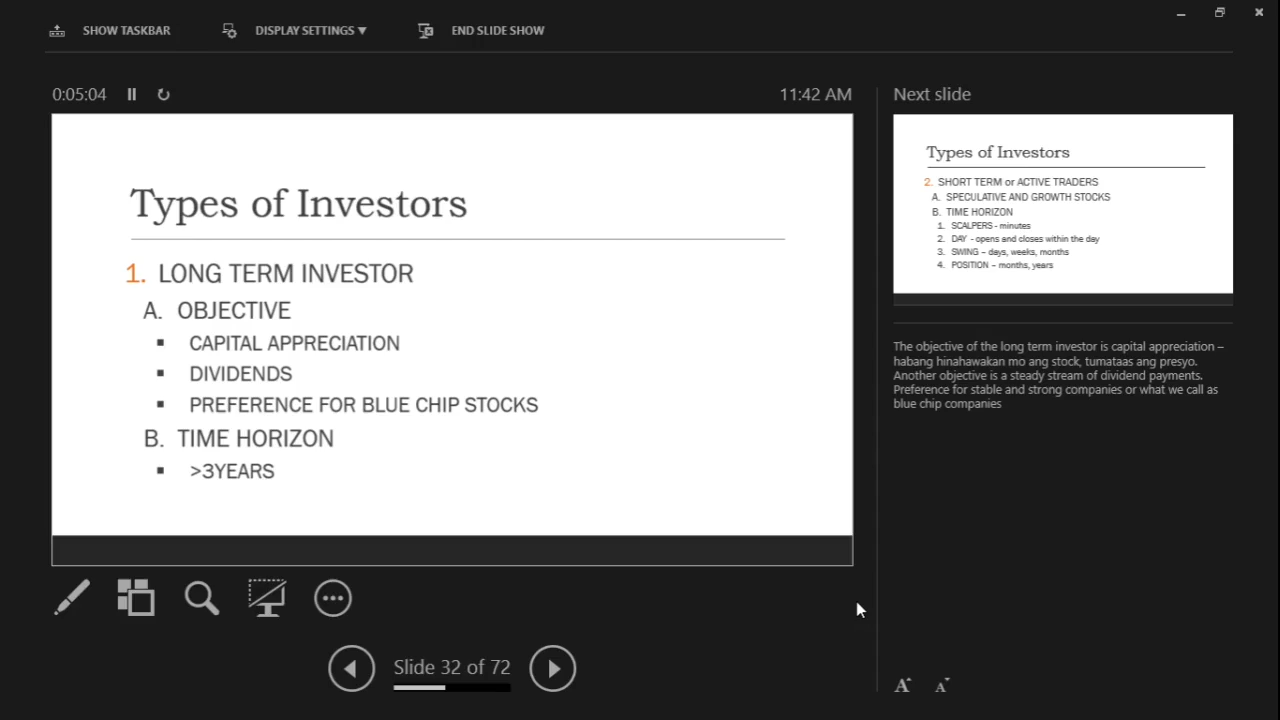 SHOW TASKBAR
DISPLAY SETTINGS ▼
END SLIDE SHOW
0:05:04
11:42 AM
Types of Investors
1. LONG TERM INVESTOR
A. OBJECTIVE
▪ CAPITAL APPRECIATION
▪ DIVIDENDS
▪ PREFERENCE FOR BLUE CHIP STOCKS
B. TIME HORIZON
▪ >3YEARS
Slide 32 of 72
Next slide
Types of Investors
2. SHORT TERM or ACTIVE TRADERS
A. SPECULATIVE AND GROWTH STOCKS
B. TIME HORIZON
1. SCALPERS - minutes
2. DAY - opens and closes within the day
3. SWING – days, weeks, months
4. POSITION – months, years
The objective of the long term investor is capital appreciation –
habang hinahawakan mo ang stock, tumataas ang presyo.
Another objective is a steady stream of dividend payments.
Preference for stable and strong companies or what we call as
blue chip companies
A A